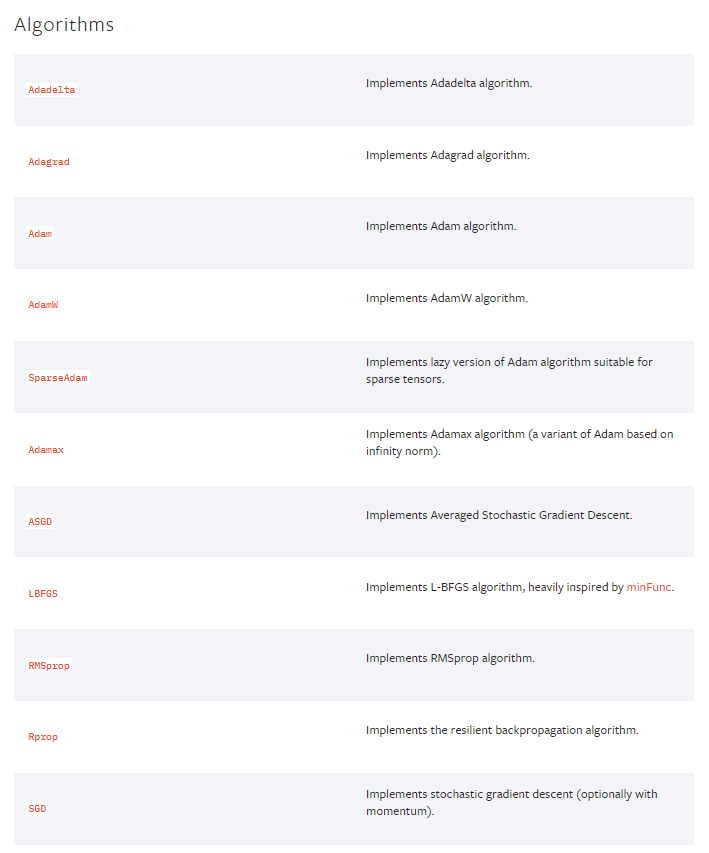 Algorithms
Adadelta
Implements Adadelta algorithm.
Adagrad
Implements Adagrad algorithm.
Adam
Implements Adam algorithm.
AdamW
Implements AdamW algorithm.
SparseAdam
Implements lazy version of Adam algorithm suitable for
sparse tensors.
Adamax
Implements Adamax algorithm (a variant of Adam based on
infinity norm).
ASGD
Implements Averaged Stochastic Gradient Descent.
LBFGS
Implements L-BFGS algorithm, heavily inspired by minFunc.
RMSprop
Implements RMSprop algorithm.
Rprop
Implements the resilient backpropagation algorithm.
SGD
Implements stochastic gradient descent (optionally with
momentum).